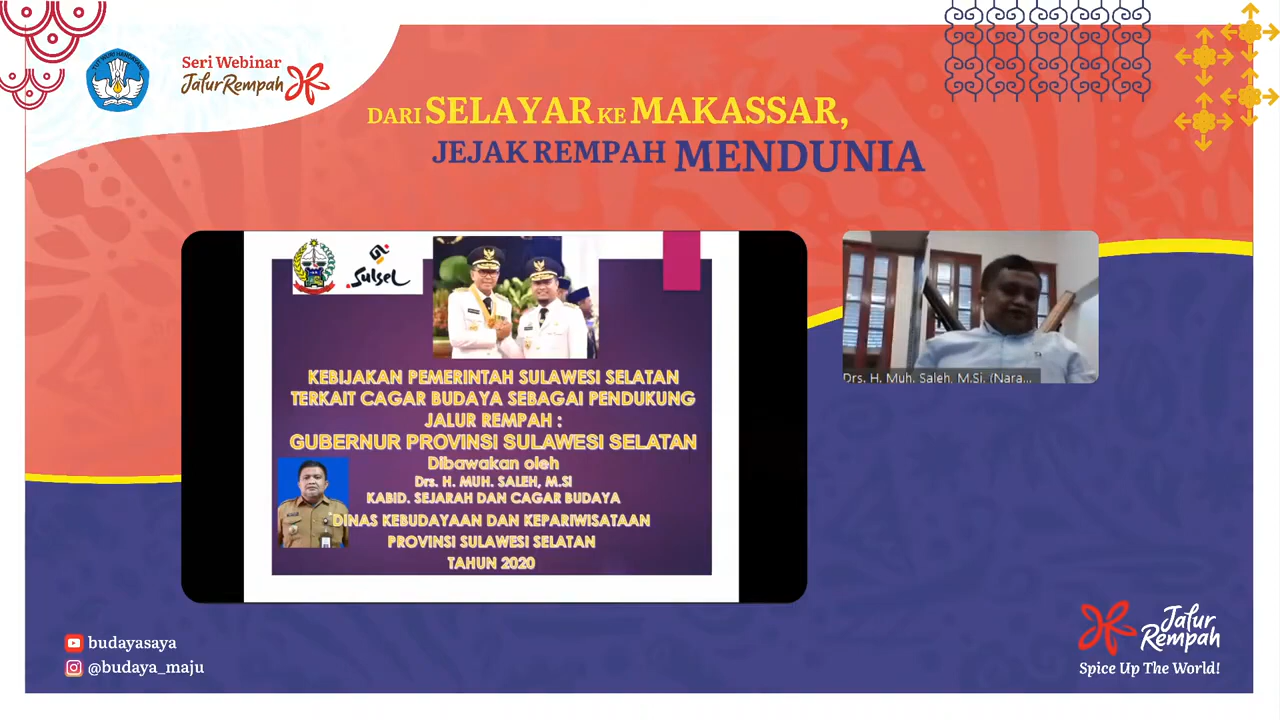 TUT WURI HANDAYANI
Seri Webinar
Jalur Rempah
DARI SELAYAR KE MAKASSAR,
JEJAK REMPAH MENDUNIA
Sulsel
KEBIJAKAN PEMERINTAH SULAWESI SELATAN
TERKAIT CAGAR BUDAYA SEBAGAI PENDUKUNG
JALUR REMPAH :
GUBERNUR PROVINSI SULAWESI SELATAN
Dibawakan oleh
Drs. H. MUH. SALEH, M.SI
KABID. SEJARAH DAN CAGAR BUDAYA
DINAS KEBUDAYAAN DAN KEPARIWISATAAN
PROVINSI SULAWESI SELATAN
TAHUN 2020
Drs. H. Muh. Saleh, M.Si. (Nara...
budayasaya
@budaya_maju
Jalur
Rempah
Spice Up The World!